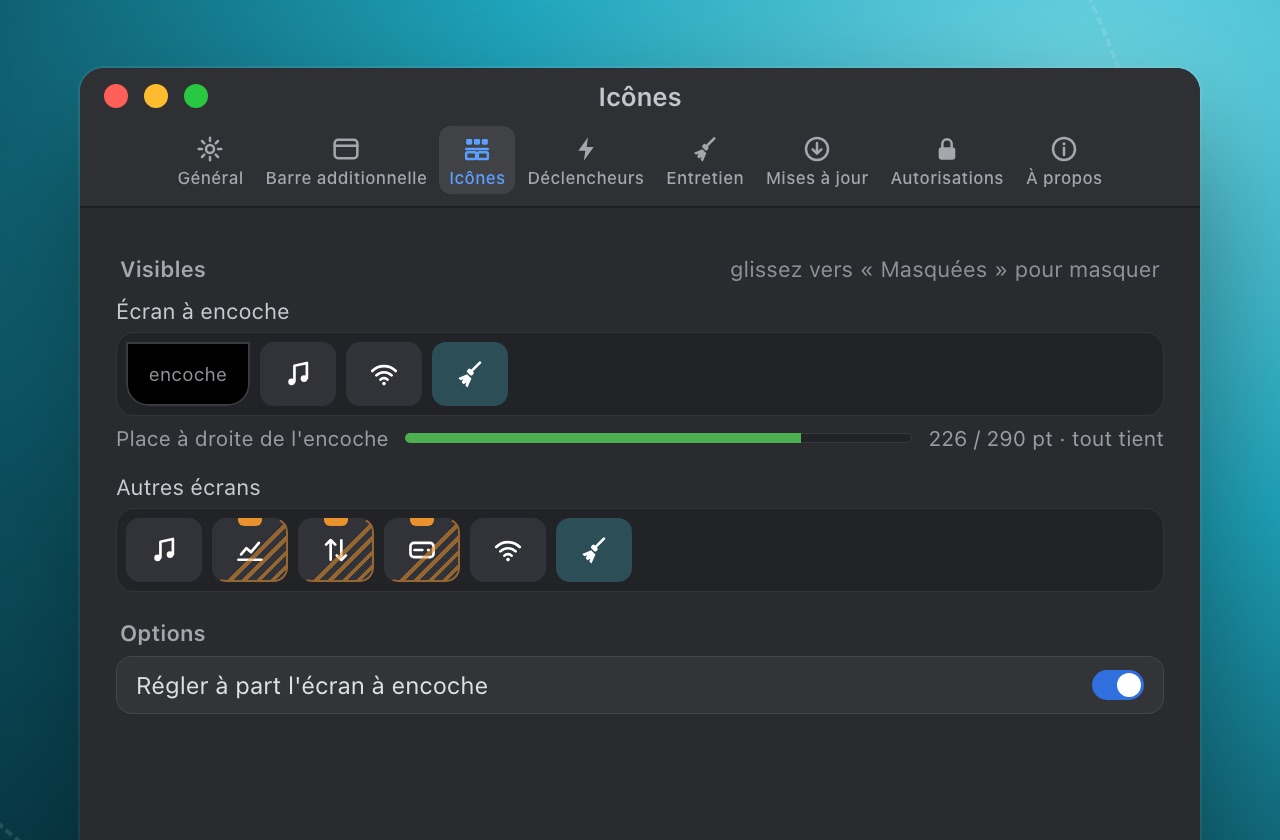 Icônes
Général
Barre additionnelle
Icônes
Déclencheurs
Entretien
Mises à jour
Autorisations
À propos
Visibles
glissez vers « Masquées » pour masquer
Écran à encoche
encoche
Place à droite de l'encoche
226 / 290 pt · tout tient
Autres écrans
Options
Régler à part l'écran à encoche